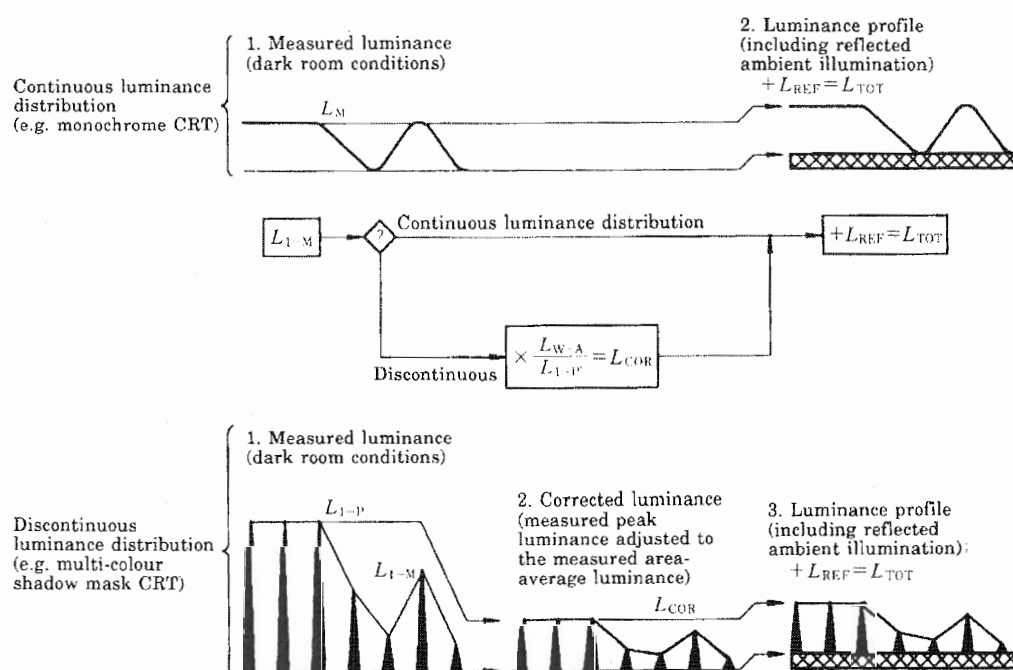 Continuous luminance
distribution
(e.g. monochrome CRT)
1. Measured luminance
(dark room conditions)
L_M
2. Luminance profile
(including reflected
ambient illumination)
+L_REF=L_TOT
L_1-M
?
Continuous luminance distribution
+L_REF=L_TOT
Discontinuous
× L_W-A / L_1-P = L_COR
Discontinuous
luminance distribution
(e.g. multi-colour
shadow mask CRT)
1. Measured luminance
(dark room conditions)
L_1-P
L_1-M
2. Corrected luminance
(measured peak
luminance adjusted to
the measured area-
average luminance)
L_COR
3. Luminance profile
(including reflected
ambient illumination);
+L_REF=L_TOT